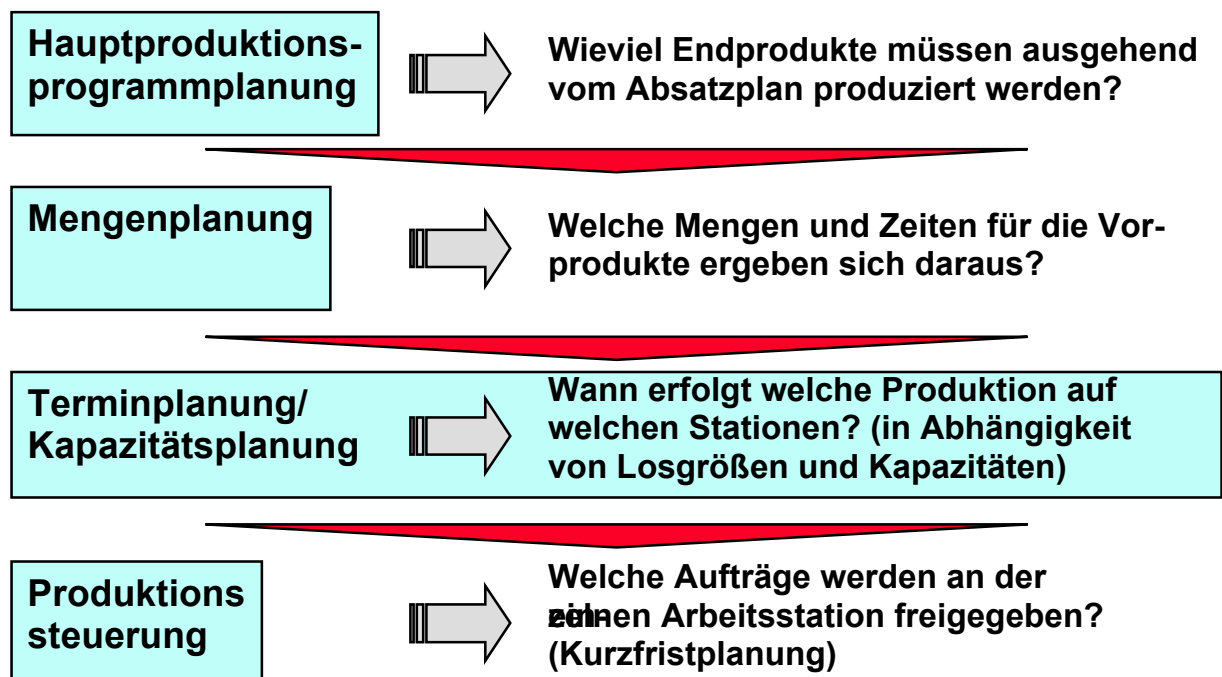 Hauptproduktions-
programmplanung
Wieviel Endprodukte müssen ausgehend
vom Absatzplan produziert werden?
Mengenplanung
Welche Mengen und Zeiten für die Vor-
produkte ergeben sich daraus?
Terminplanung/
Kapazitätsplanung
Wann erfolgt welche Produktion auf
welchen Stationen? (in Abhängigkeit
von Losgrößen und Kapazitäten)
Produktions
steuerung
Welche Aufträge werden an der
Arbeitsstation freigegeben?
(Kurzfristplanung)